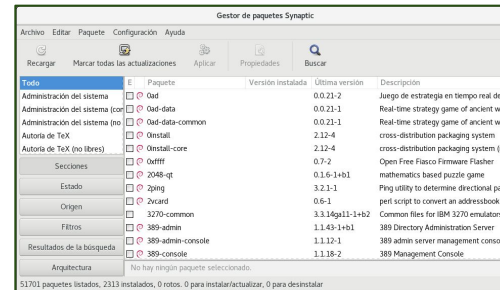 Gestor de paquetes Synaptic
Archivo Editar Paquete Configuración Ayuda
Recargar Marcar todas las actualizaciones Aplicar Propiedades Buscar
Todo
Administración del sistema
Administración del sistema (con
Administración del sistema (no
Autoría de TeX
Autoría de TeX (no libres)
Secciones
Estado
Origen
Filtros
Resultados de la búsqueda
Arquitectura
E Paquete Versión instalada Última versión Descripción
0ad 0.0.21-2 Juego de estrategia en tiempo real de
0ad-data 0.0.21-1 Real-time strategy game of ancient w
0ad-data-common 0.0.21-1 Real-time strategy game of ancient w
0install 2.12-4 cross-distribution packaging system
0install-core 2.12-4 cross-distribution packaging system (
0xffff 0.7-2 Open Free Fiasco Firmware Flasher
2048-qt 0.1.6-1+b1 mathematics based puzzle game
2ping 3.2.1-1 Ping utility to determine directional pa
2vcard 0.6-1 perl script to convert an addressbook
3270-common 3.3.14ga11-1+b2 Common files for IBM 3270 emulators
389-admin 1.1.43-1+b1 389 Directory Administration Server
389-admin-console 1.1.12-1 389 admin server management conso
389-console 1.1.18-2 389 Management Console
No hay ningún paquete seleccionado.
51701 paquetes listados, 2313 instalados, 0 rotos. 0 para instalar/actualizar, 0 para desinstalar